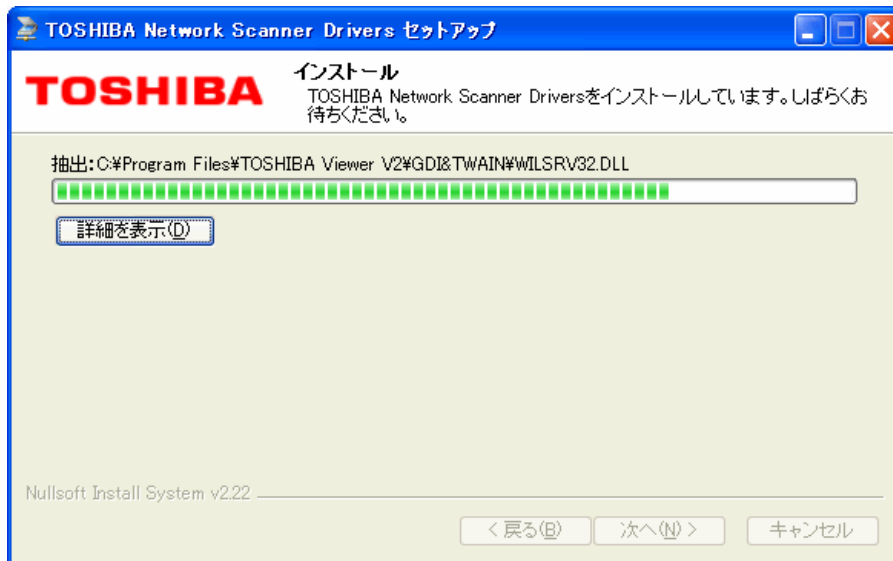 TOSHIBA Network Scanner Drivers セットアップ
TOSHIBA
インストール
TOSHIBA Network Scanner Driversをインストールしています。しばらくお
待ちください。
抽出:C:¥Program Files¥TOSHIBA Viewer V2¥GDI&TWAIN¥WILSRV32.DLL
詳細を表示(D)
Nullsoft Install System v2.22
< 戻る(B)
次へ(N) >
キャンセル